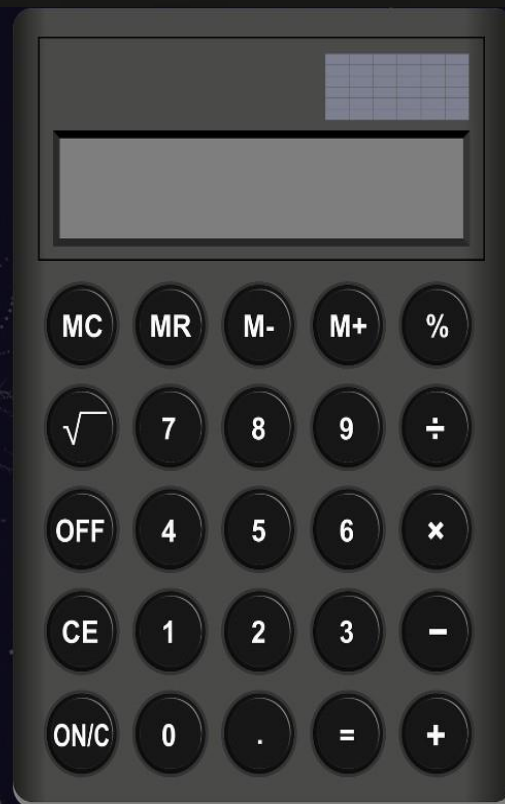 MC MR M- M+ %
√ 7 8 9 ÷
OFF 4 5 6 ×
CE 1 2 3 −
ON/C 0 . = +